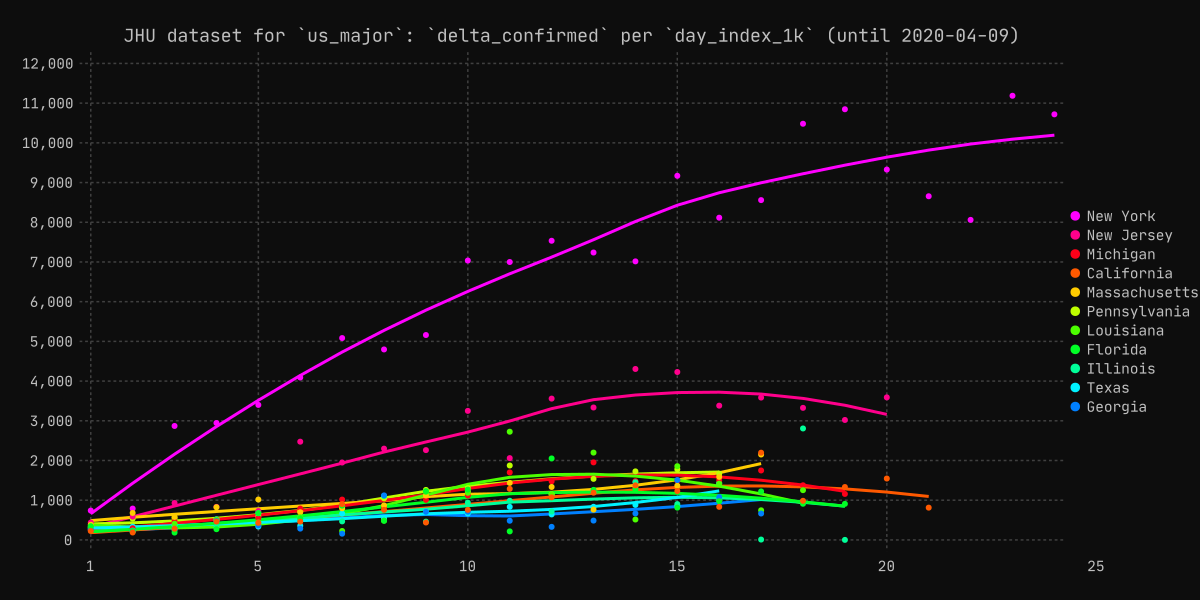 JHU dataset for `us_major`: `delta_confirmed` per `day_index_1k` (until 2020-04-09)
12,000
11,000
10,000
9,000
8,000
7,000
6,000
5,000
4,000
3,000
2,000
1,000
0
1 5 10 15 20 25
New York
New Jersey
Michigan
California
Massachusetts
Pennsylvania
Louisiana
Florida
Illinois
Texas
Georgia